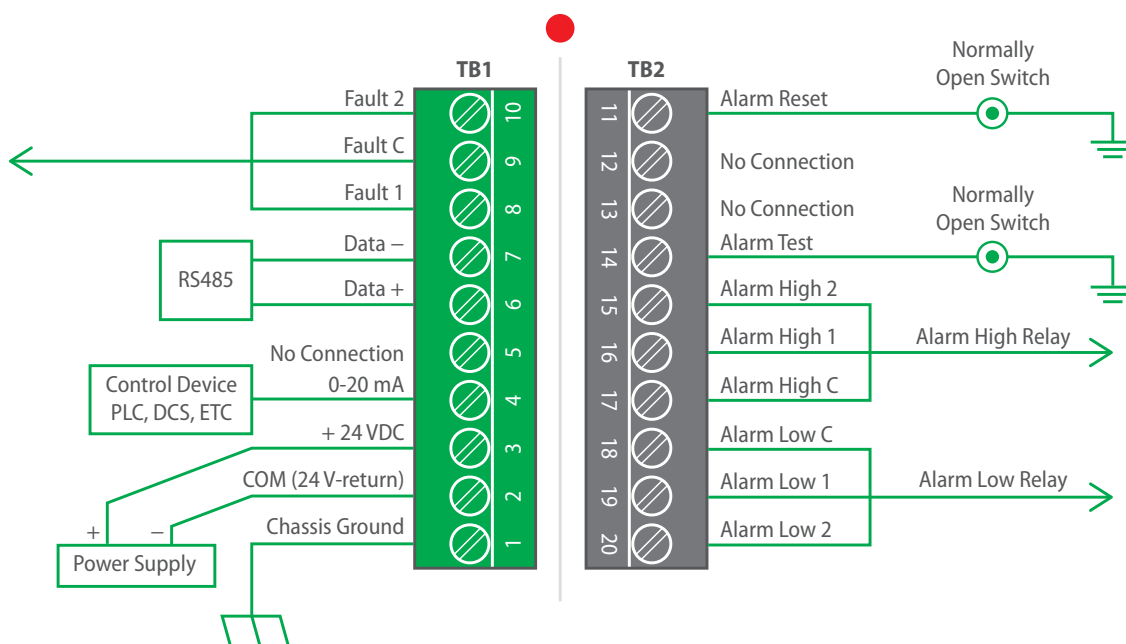 TB1
Fault 2
10
Fault C
9
Fault 1
8
Data –
7
RS485
Data +
6
No Connection
5
Control Device
PLC, DCS, ETC
0-20 mA
4
+ 24 VDC
3
COM (24 V-return)
2
Chassis Ground
1
+
–
Power Supply
TB2
Normally
Open Switch
11
Alarm Reset
12
No Connection
13
No Connection
Normally
Open Switch
14
Alarm Test
15
Alarm High 2
16
Alarm High 1
Alarm High Relay
17
Alarm High C
18
Alarm Low C
19
Alarm Low 1
Alarm Low Relay
20
Alarm Low 2